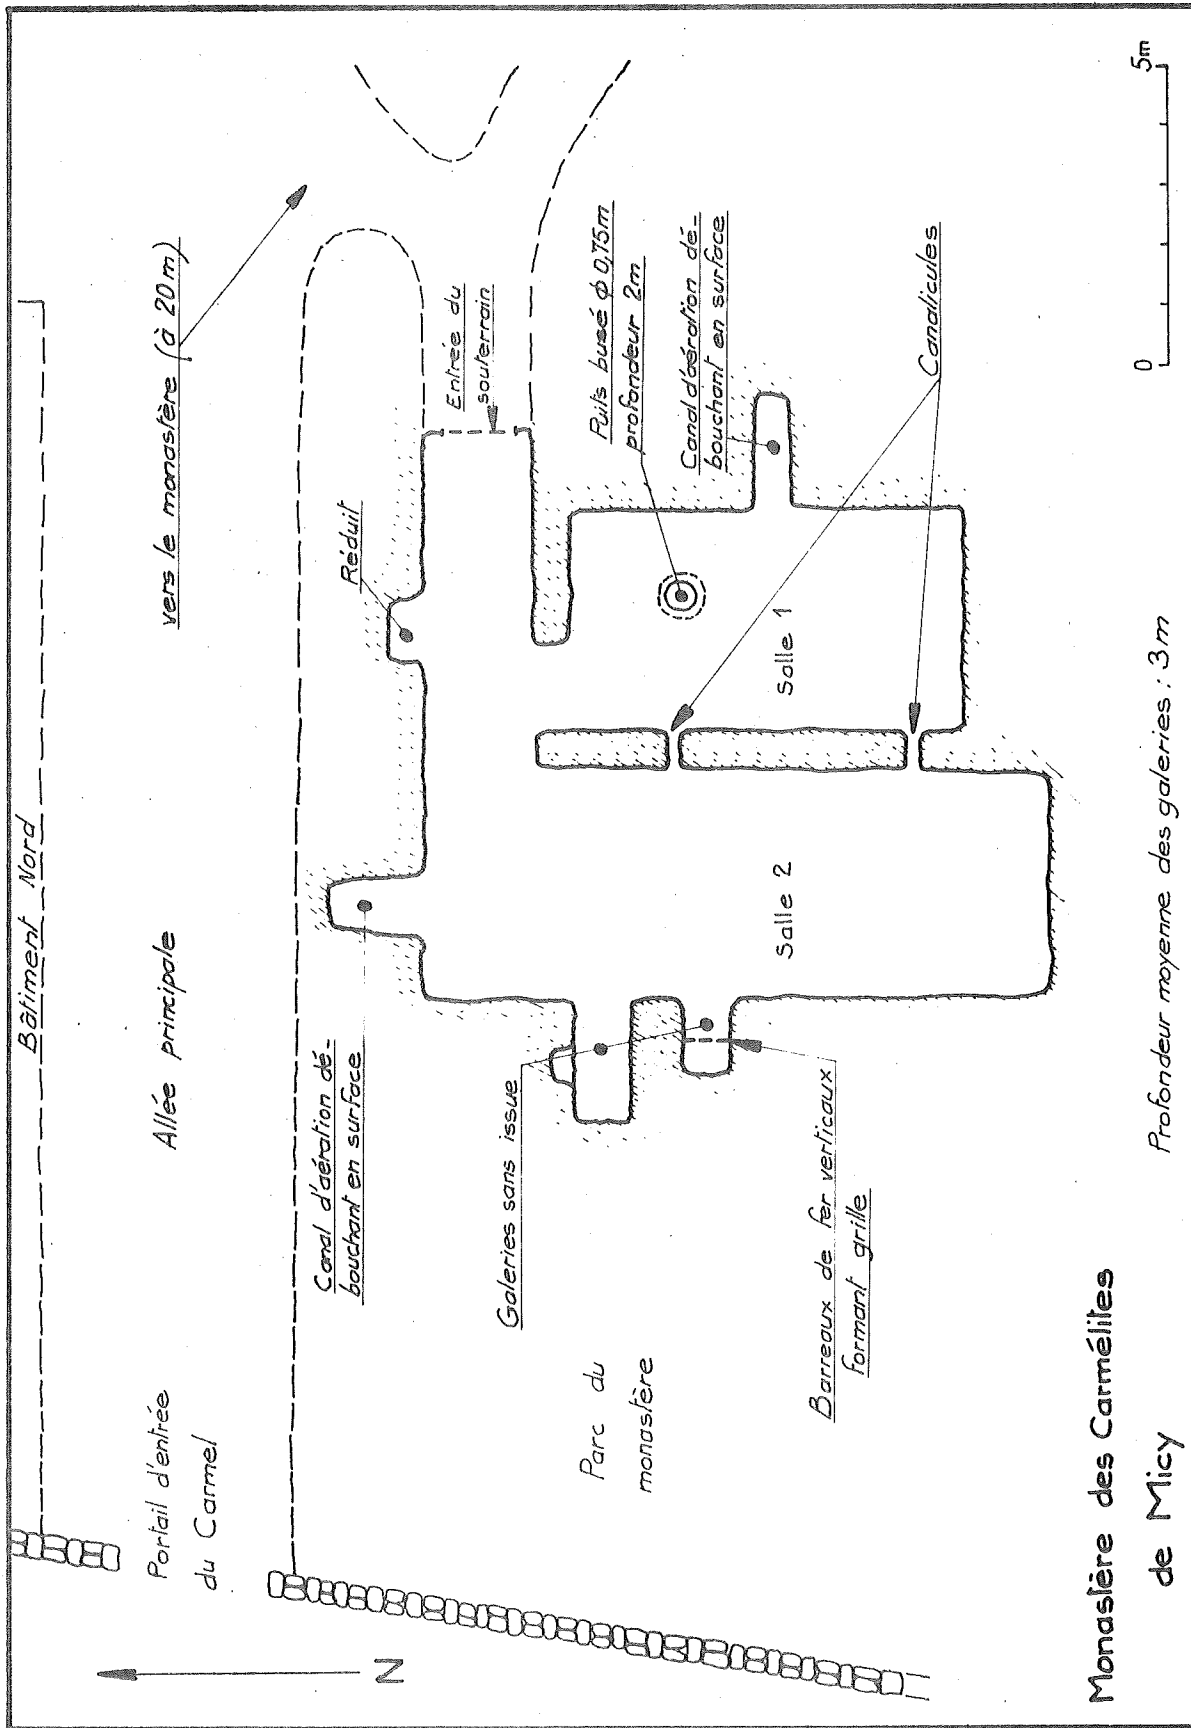 Bâtiment Nord
Portail d'entrée
du Carmel
Allée principale
vers le monastère (à 20m)
Canal d'aération dé-
bouchant en surface
Réduit
Entrée du
souterrain
Galeries sans issue
Puits busé ϕ 0,75m
profondeur 2m
Canal d'aération dé-
bouchant en surface
Parc du
monastère
Salle 2
Salle 1
Barreaux de fer verticaux
formant grille
Canalicules
N
Monastère des Carmélites
de Micy
Profondeur moyenne des galeries : 3m
0
5m